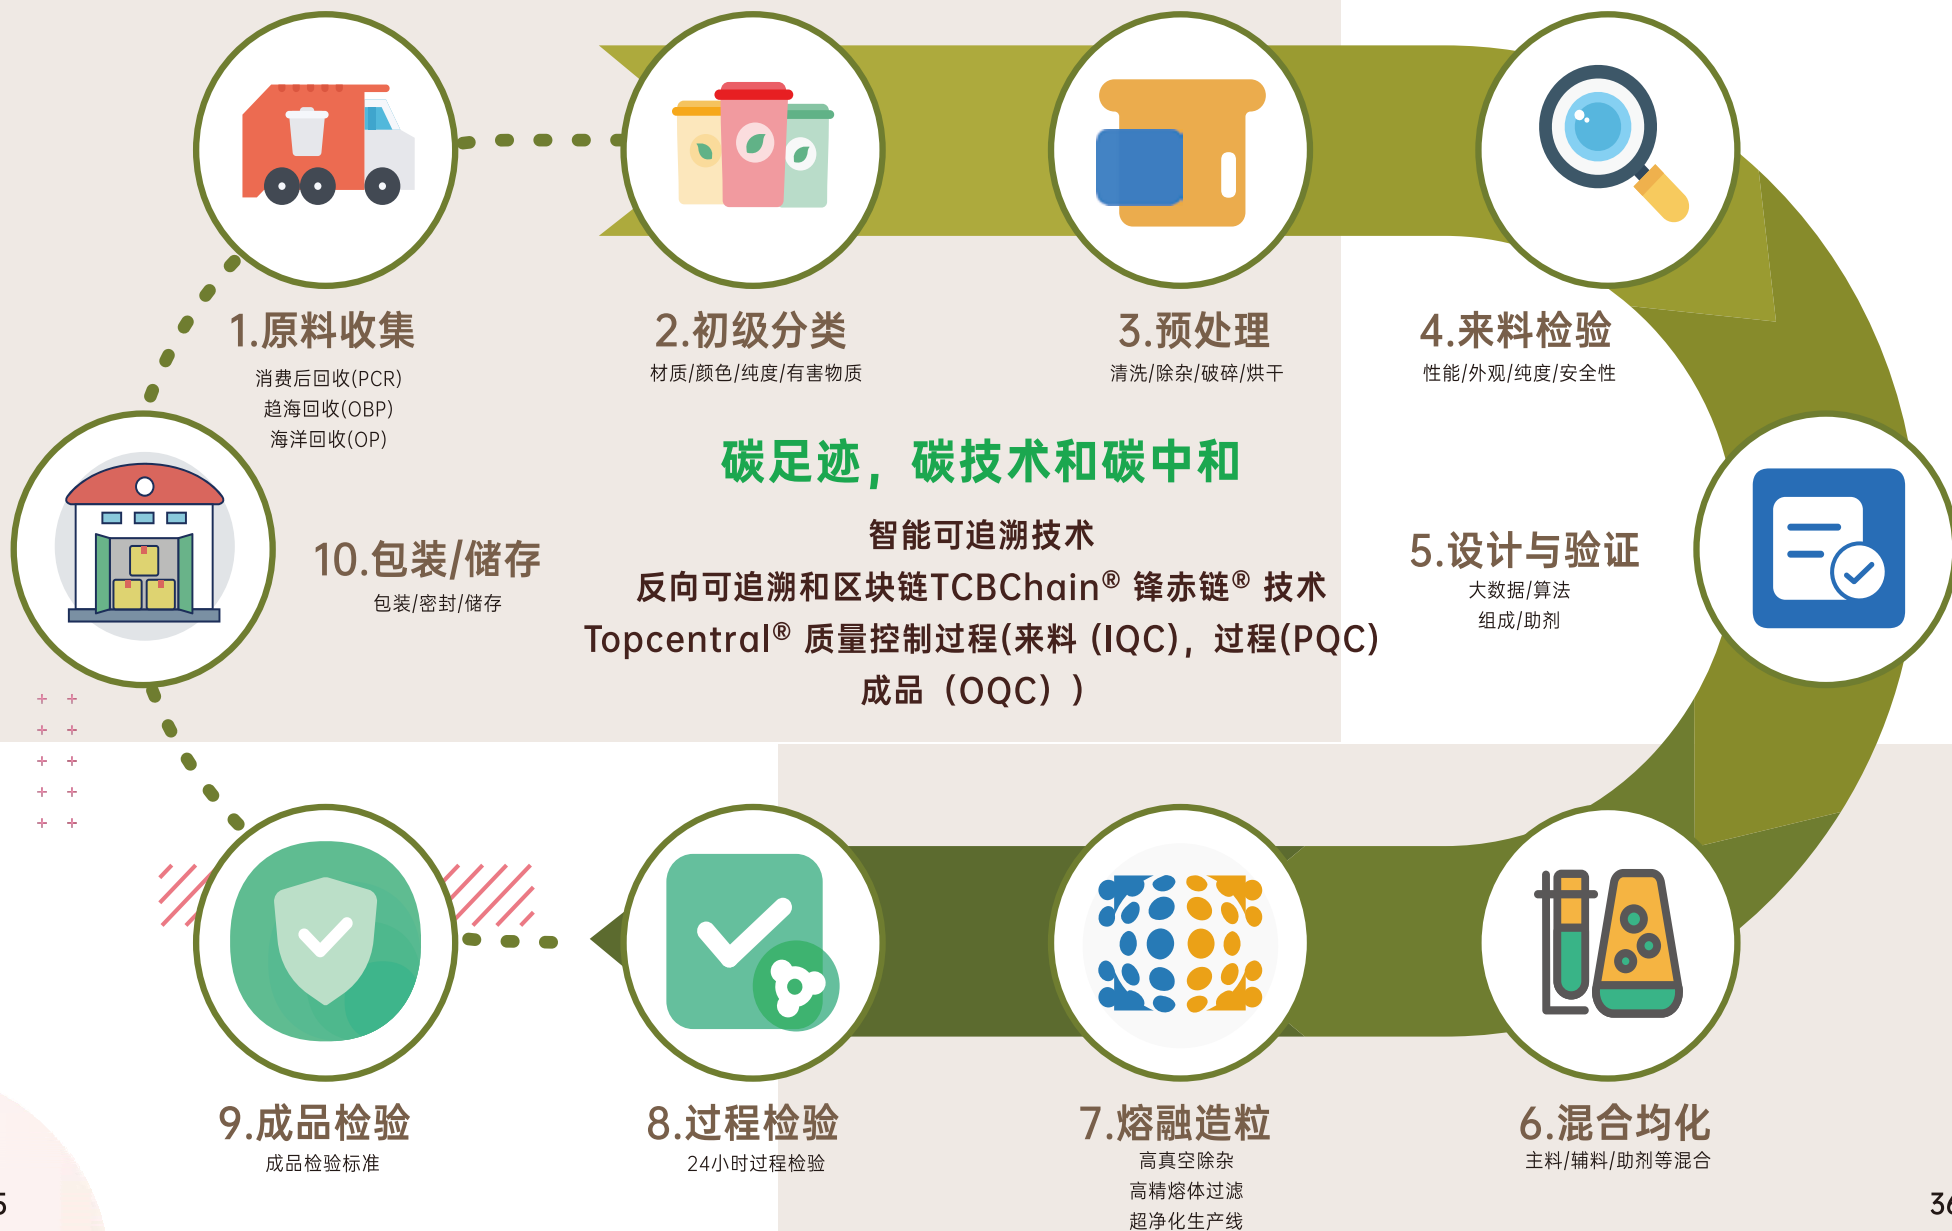 1.原料收集
消费后回收(PCR)
趋海回收(OBP)
海洋回收(OP)
2.初级分类
材质/颜色/纯度/有害物质
3.预处理
清洗/除杂/破碎/烘干
4.来料检验
性能/外观/纯度/安全性
碳足迹，碳技术和碳中和
智能可追溯技术
反向可追溯和区块链TCBChain® 锋赤链® 技术
Topcentral® 质量控制过程(来料 (IQC)，过程(PQC)
成品（OQC））
5.设计与验证
大数据/算法
组成/助剂
10.包装/储存
包装/密封/储存
9.成品检验
成品检验标准
8.过程检验
24小时过程检验
7.熔融造粒
高真空除杂
高精熔体过滤
超净化生产线
6.混合均化
主料/辅料/助剂等混合